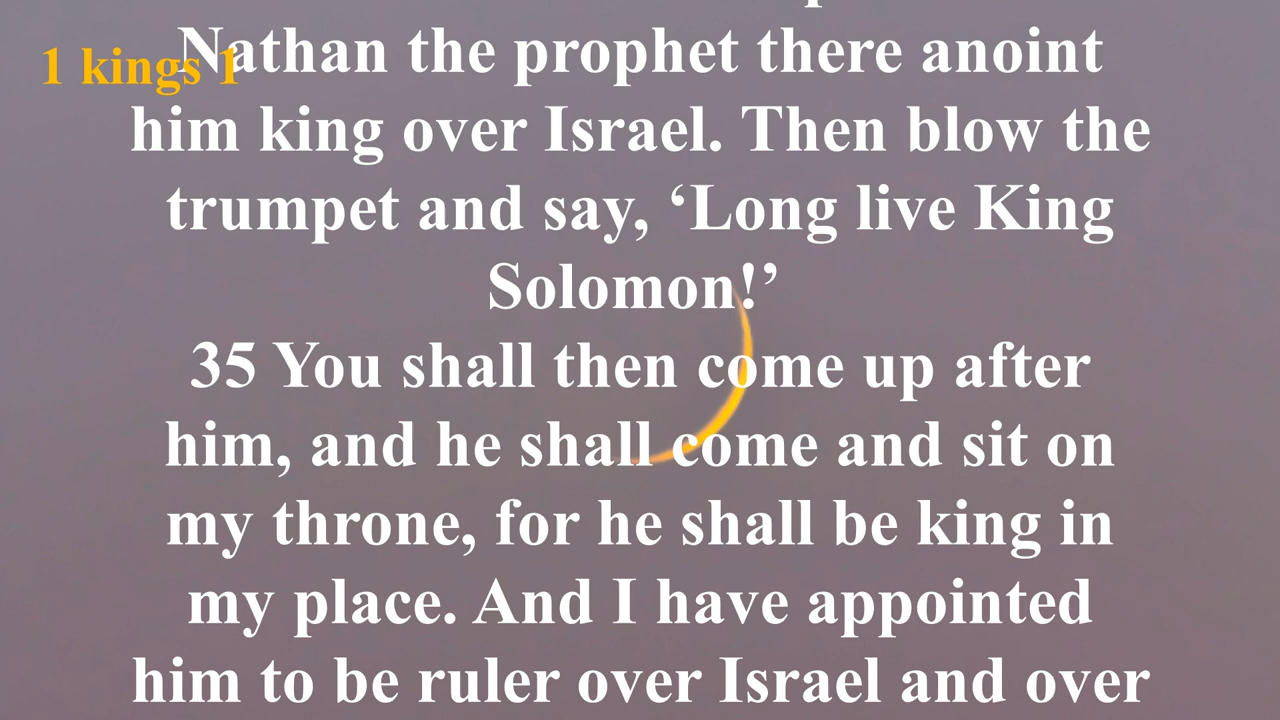 1 kings 1
Nathan the prophet there anoint
him king over Israel. Then blow the
trumpet and say, ‘Long live King
Solomon!’
35 You shall then come up after
him, and he shall come and sit on
my throne, for he shall be king in
my place. And I have appointed
him to be ruler over Israel and over